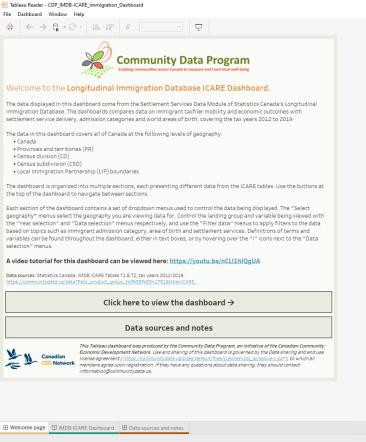 Tableau Reader - CDP_IMDB-ICARE_Immigration_Dashboard
File Dashboard Window Help
Community Data Program
Enabling communities across Canada to measure and track local well-being
Welcome to the Longitudinal Immigration Database ICARE Dashboard.
The data displayed in this dashboard come from the Settlement Services Data Module of Statistics Canada's Longitudinal
Immigration Database. The dashboards compares data on immigrant taxfiler mobility and economic outcomes with
settlement service delivery, admission categories and world areas of birth, covering the tax years 2012 to 2019
The data in this dashboard covers all of Canada at the following levels of geography:
• Canada
• Provinces and territories (PR)
• Census division (CD)
• Census subdivision (CSD)
• Local Immigration Partnership (LIP) boundaries
The dashboard is organized into multiple sections, each presenting different data from the ICARE tables. Use the buttons at
the top of the dashboard to navigate between sections.
Each section of the dashboard contains a set of dropdown menus used to control the data being displayed. The "Select
geography" menus select the geography you are viewing data for. Control the landing group and variable being viewed with
the "Year selection" and "Data selection" menus respectively, and use the "Filter data" menus to apply filters to the data
based on topics such as immigrant admission category, area of birth and settlement services. Definitions of terms and
variables can be found throughout the dashboard, either in text boxes, or by hovering over the "i" icons next to the "Data
selection" menus.
A video tutorial for this dashboard can be viewed here:
Data sources: Statistics Canada. IMDB ICARE Tables T1 & T2, tax years 2012-2019.
Click here to view the dashboard →
Data sources and notes
Canadian
CED Network
This Tableau dashboard was produced by the Community Data Program, an initiative of the Canadian Community
Economic Development Network. Use and sharing of this dashboard is governed by the Data sharing and end use
license agreement
to which all
members agree upon registration. If they have any questions about data sharing, they should contact
information@communitydata.ca.
Welcome page IMDB ICARE Dashboard Data sources and notes